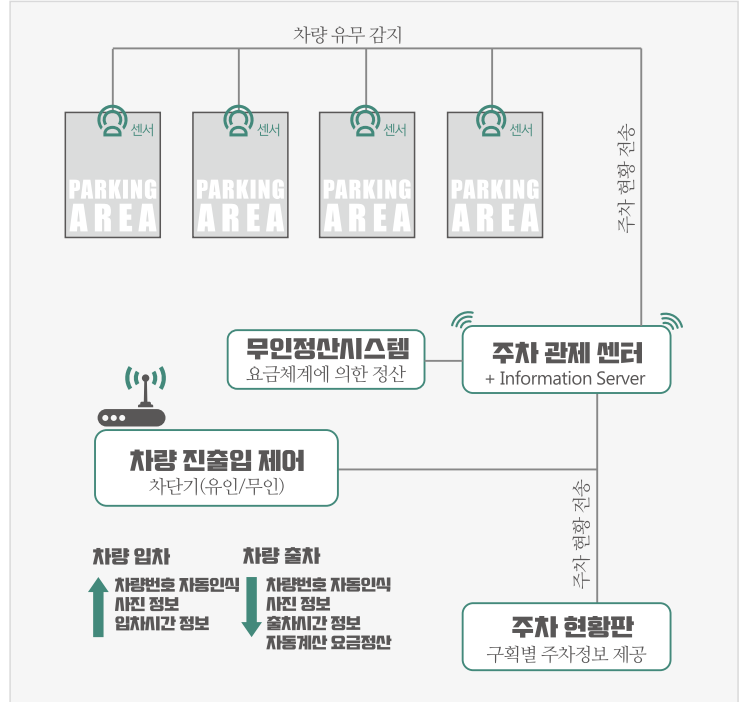 차량 유무 감지
센서
센서
센서
센서
PARKING
AREA
PARKING
AREA
PARKING
AREA
PARKING
AREA
주차 현황 전송
무인정산시스템
요금체계에 의한 정산
주차 관제 센터
+ Information Server
차량 진출입 제어
차단기(유인/무인)
주차 현황 전송
차량 입차
차량번호 자동인식
사진 정보
입차시간 정보
차량 출차
차량번호 자동인식
사진 정보
출차시간 정보
자동계산 요금정산
주차 현황판
구획별 주차정보 제공